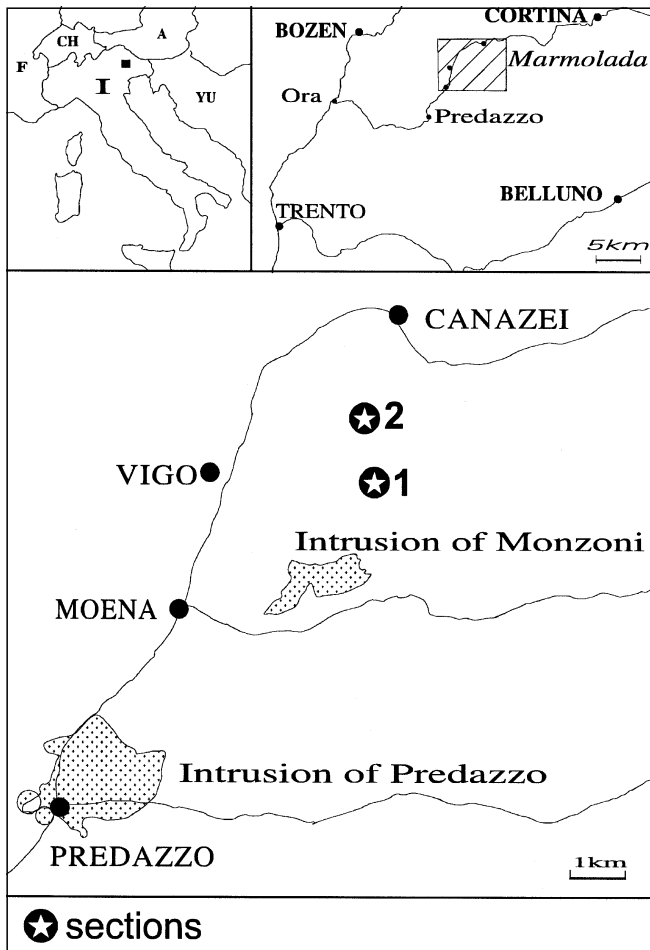 CH
A
F
I
YU
BOZEN
CORTINA
Marmolada
Ora
Predazzo
BELLUNO
TRENTO
5km
CANAZEI
2
VIGO
1
Intrusion of Monzoni
MOENA
Intrusion of Predazzo
PREDAZZO
1km
sections